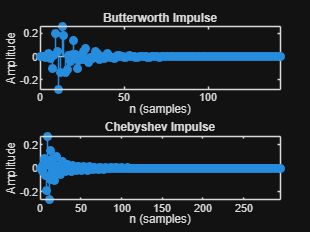 Butterworth Impulse
0.2
0
-0.2
Amplitude
0 50 100
n (samples)
Chebyshev Impulse
0.2
0
-0.2
Amplitude
0 50 100 150 200 250
n (samples)